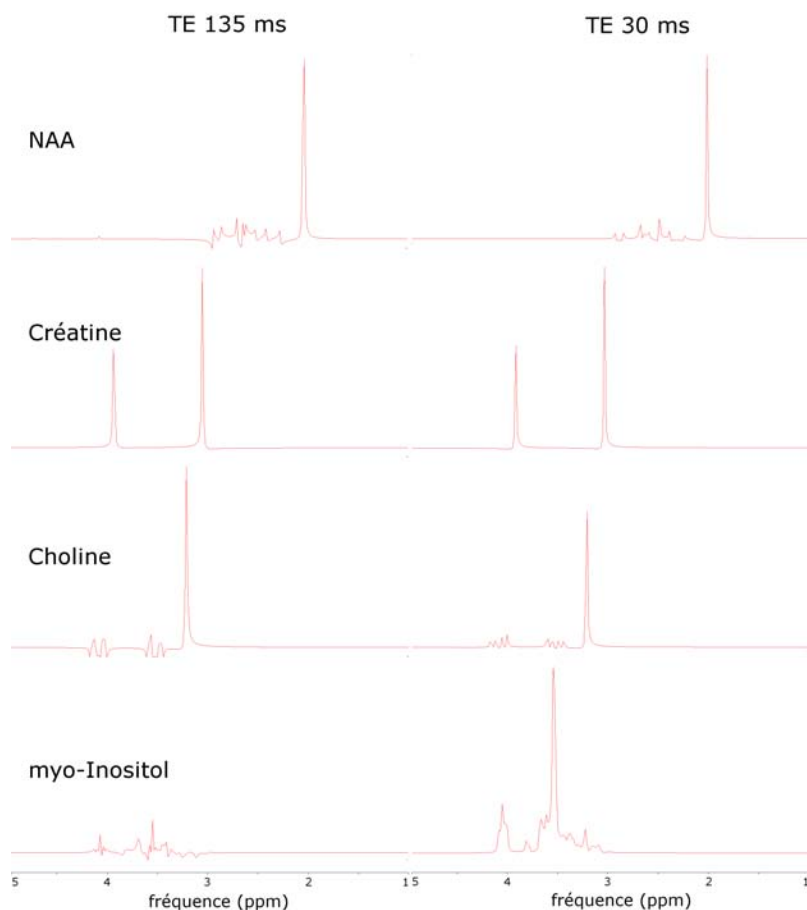 TE 135 ms TE 30 ms
NAA
Créatine
Choline
myo-Inositol
5 4 3 2 1 5 4 3 2 1
fréquence (ppm) fréquence (ppm)